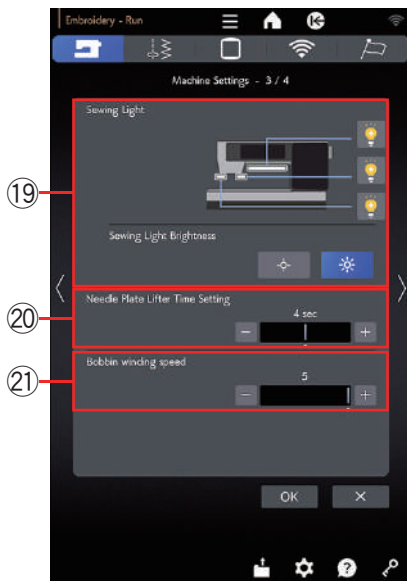 Embroidery - Run
Machine Settings - 3 / 4
Sewing Light
⑲
Sewing Light Brightness
Needle Plate Lifter Time Setting
⑳
4 sec
− +
Bobbin winding speed
㉑
5
− +
OK ×